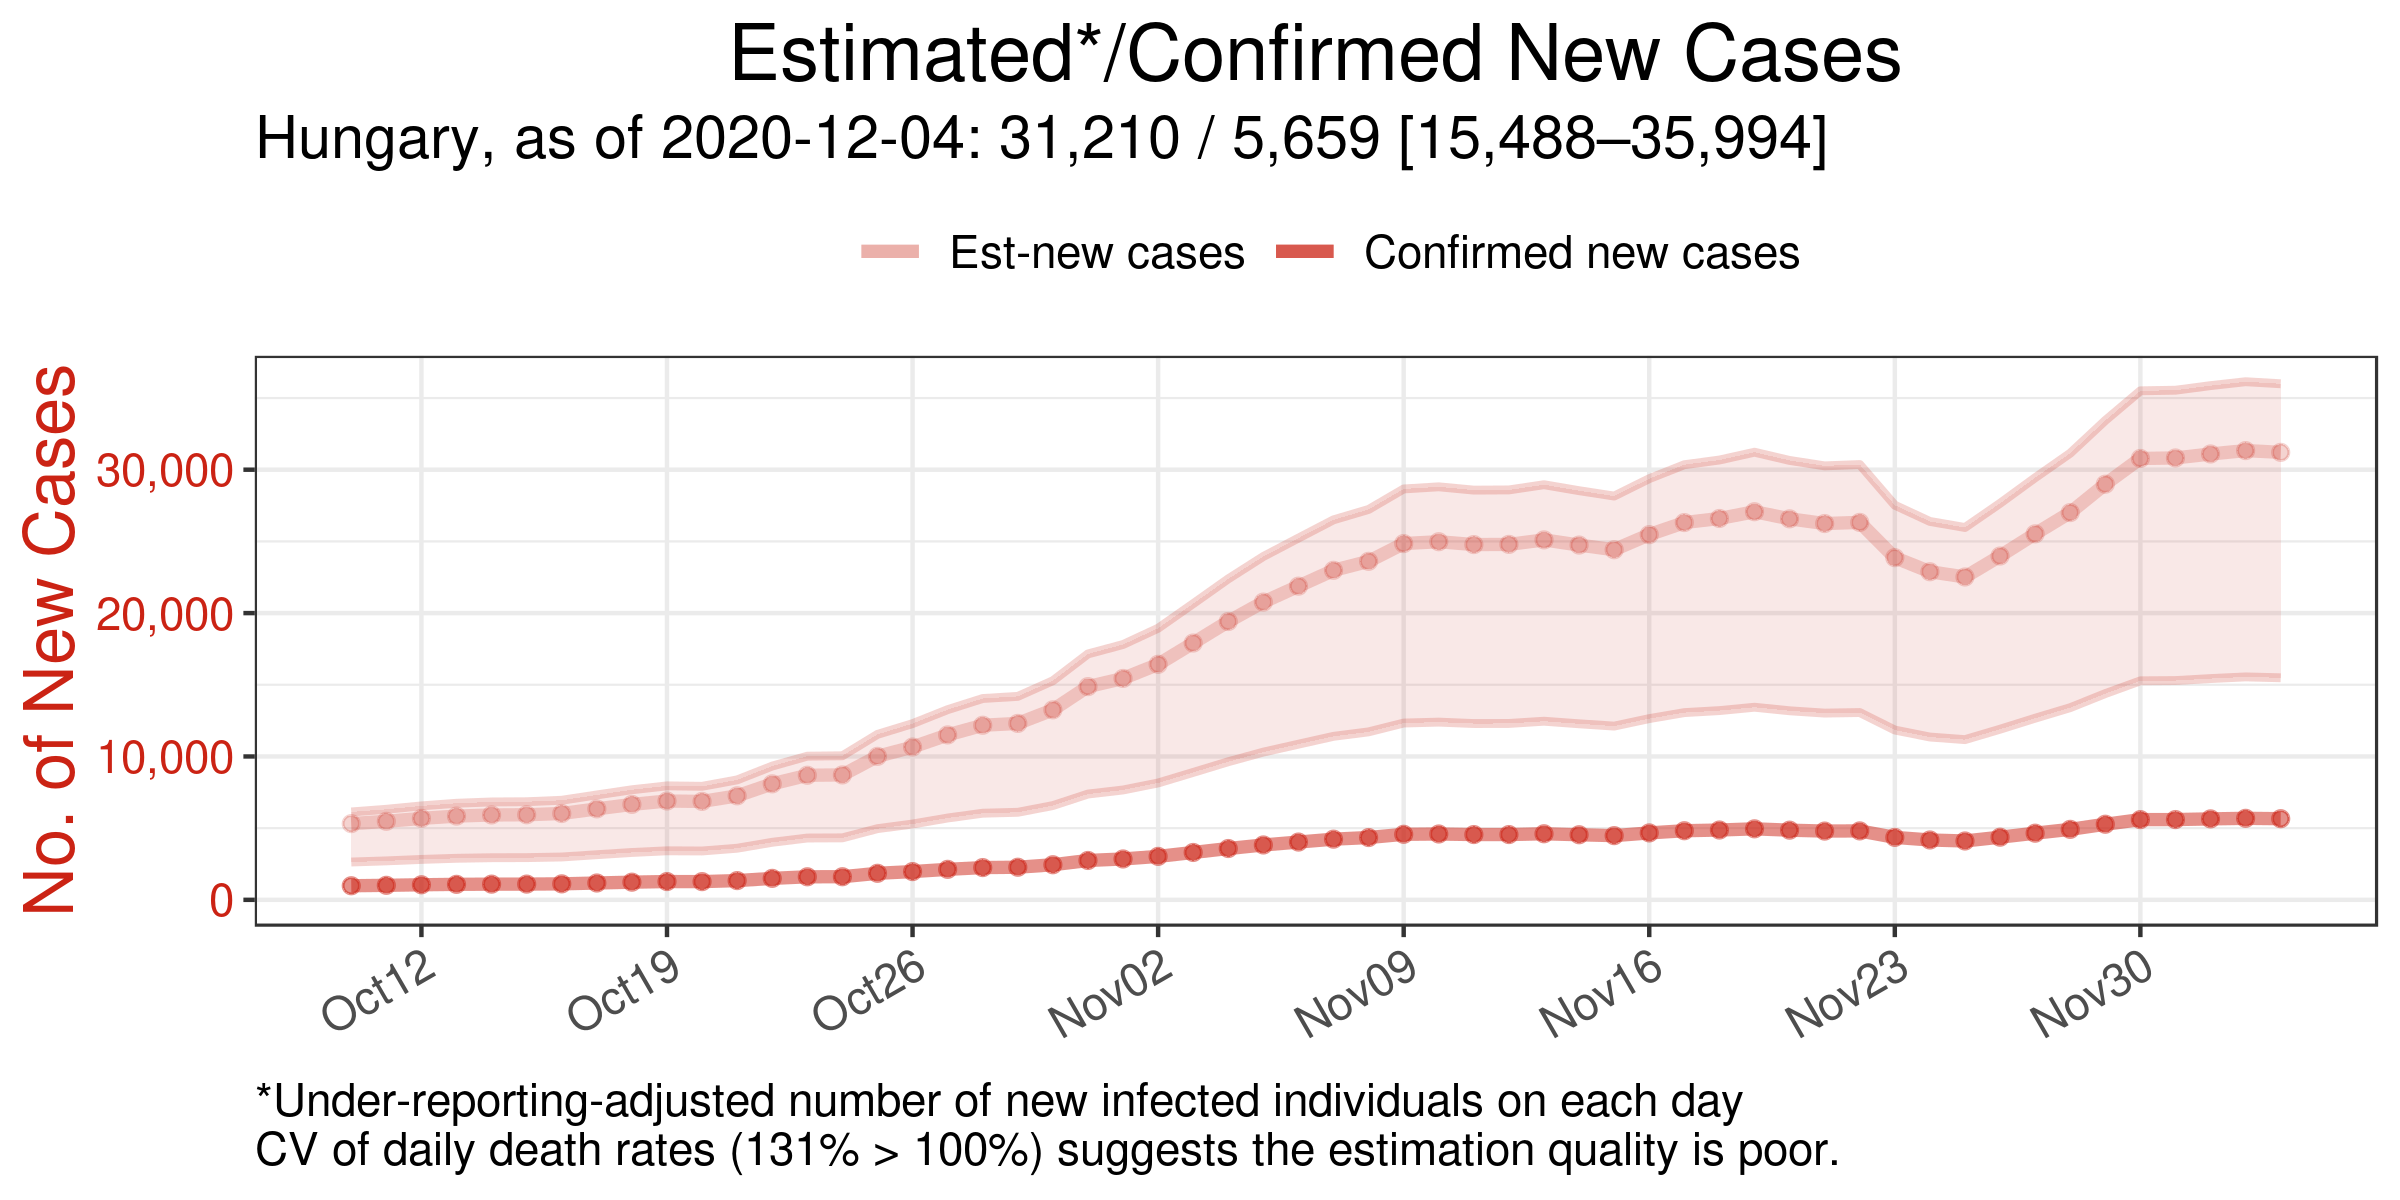 Estimated*/Confirmed New Cases
Hungary, as of 2020-12-04: 31,210 / 5,659 [15,488–35,994]
Est-new cases
Confirmed new cases
No. of New Cases
30,000
20,000
10,000
0
Oct12
Oct19
Oct26
Nov02
Nov09
Nov16
Nov23
Nov30
*Under-reporting-adjusted number of new infected individuals on each day
CV of daily death rates (131% > 100%) suggests the estimation quality is poor.